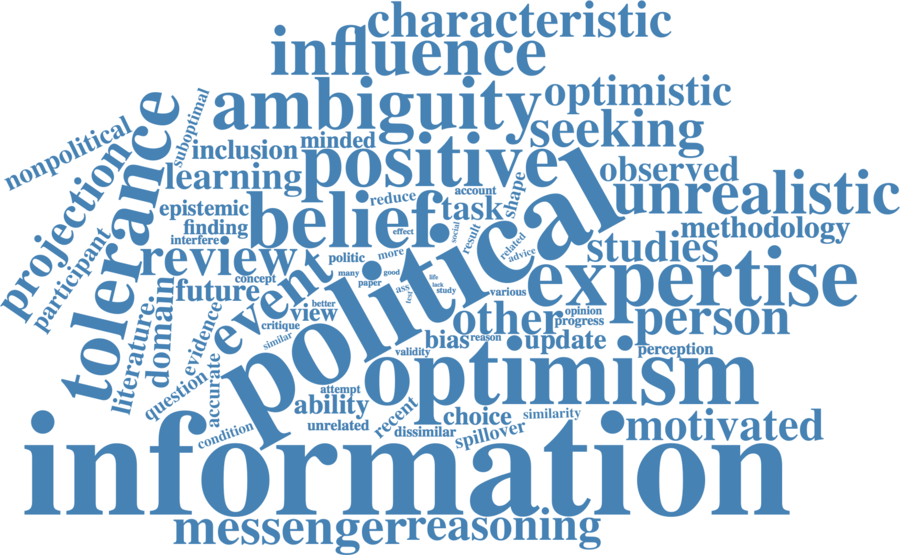 characteristic
influence
ambiguity
optimistic
seeking
suboptimal
nonpolitical
tolerance
projection
participant
inclusion
minded
learning
positive
observed
unrealistic
methodology
epistemic
finding
interfere
belief
reduce
effect
account
task
shape
social
result
related
advice
studies
expertise
review
concept
future
politic
more
many
good
paper
ass
test
life
lack
study
various
event
view
better
critique
similar
political
literature
domain
evidence
accurate
question
condition
other
opinion
progress
person
bias
reason
update
perception
validity
optimism
attempt
ability
unrelated
recent
choice
similarity
dissimilar
spillover
motivated
information
messenger
reasoning